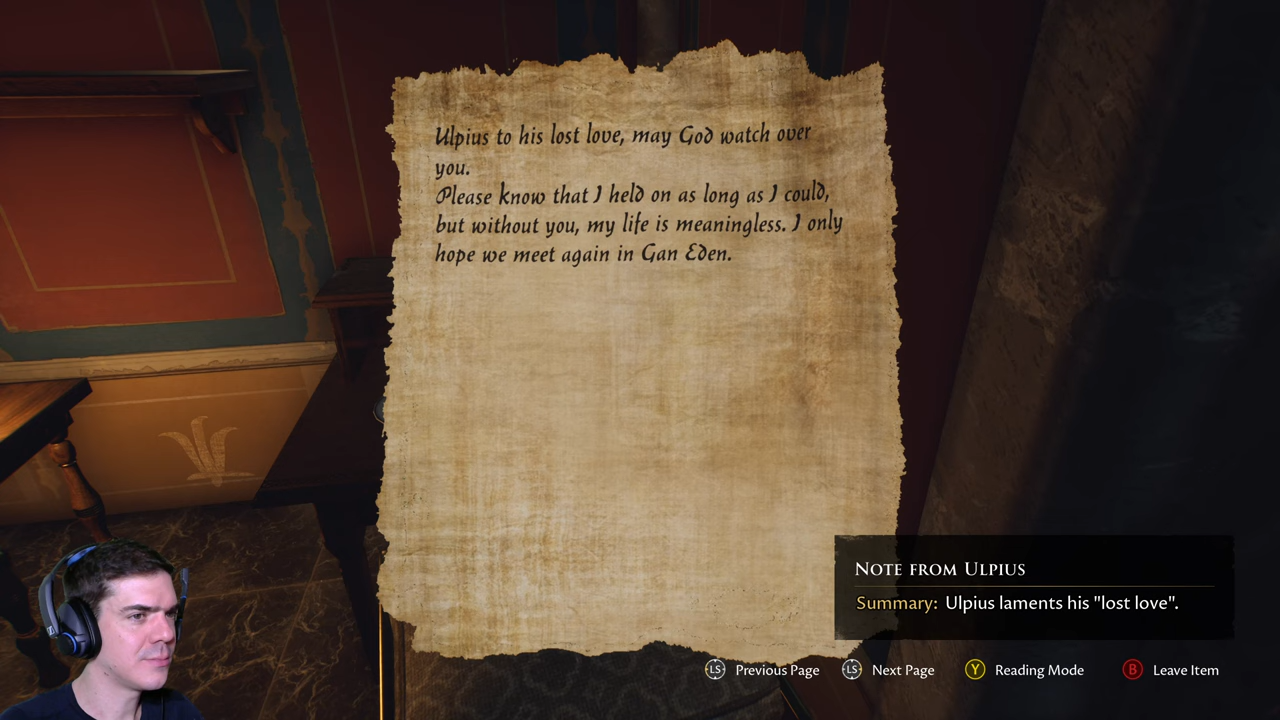 Ulpius to his lost love, may God watch over
you.
Please know that I held on as long as I could,
but without you, my life is meaningless. I only
hope we meet again in Gan Eden.
Note from Ulpius
Summary: Ulpius laments his "lost love".
LS Previous Page LS Next Page Y Reading Mode B Leave Item